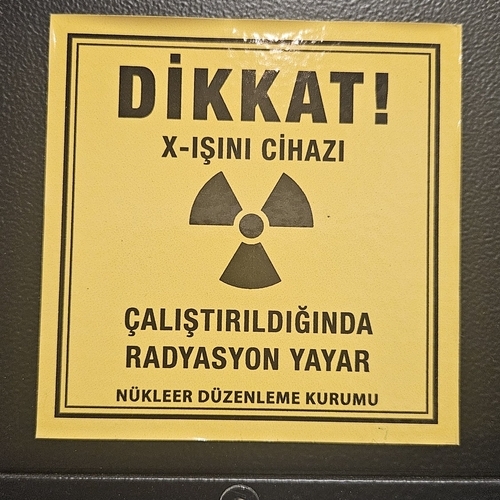 DİKKAT!
X-IŞINI CİHAZI
ÇALIŞTIRILDIĞINDA
RADYASYON YAYAR
NÜKLEER DÜZENLEME KURUMU